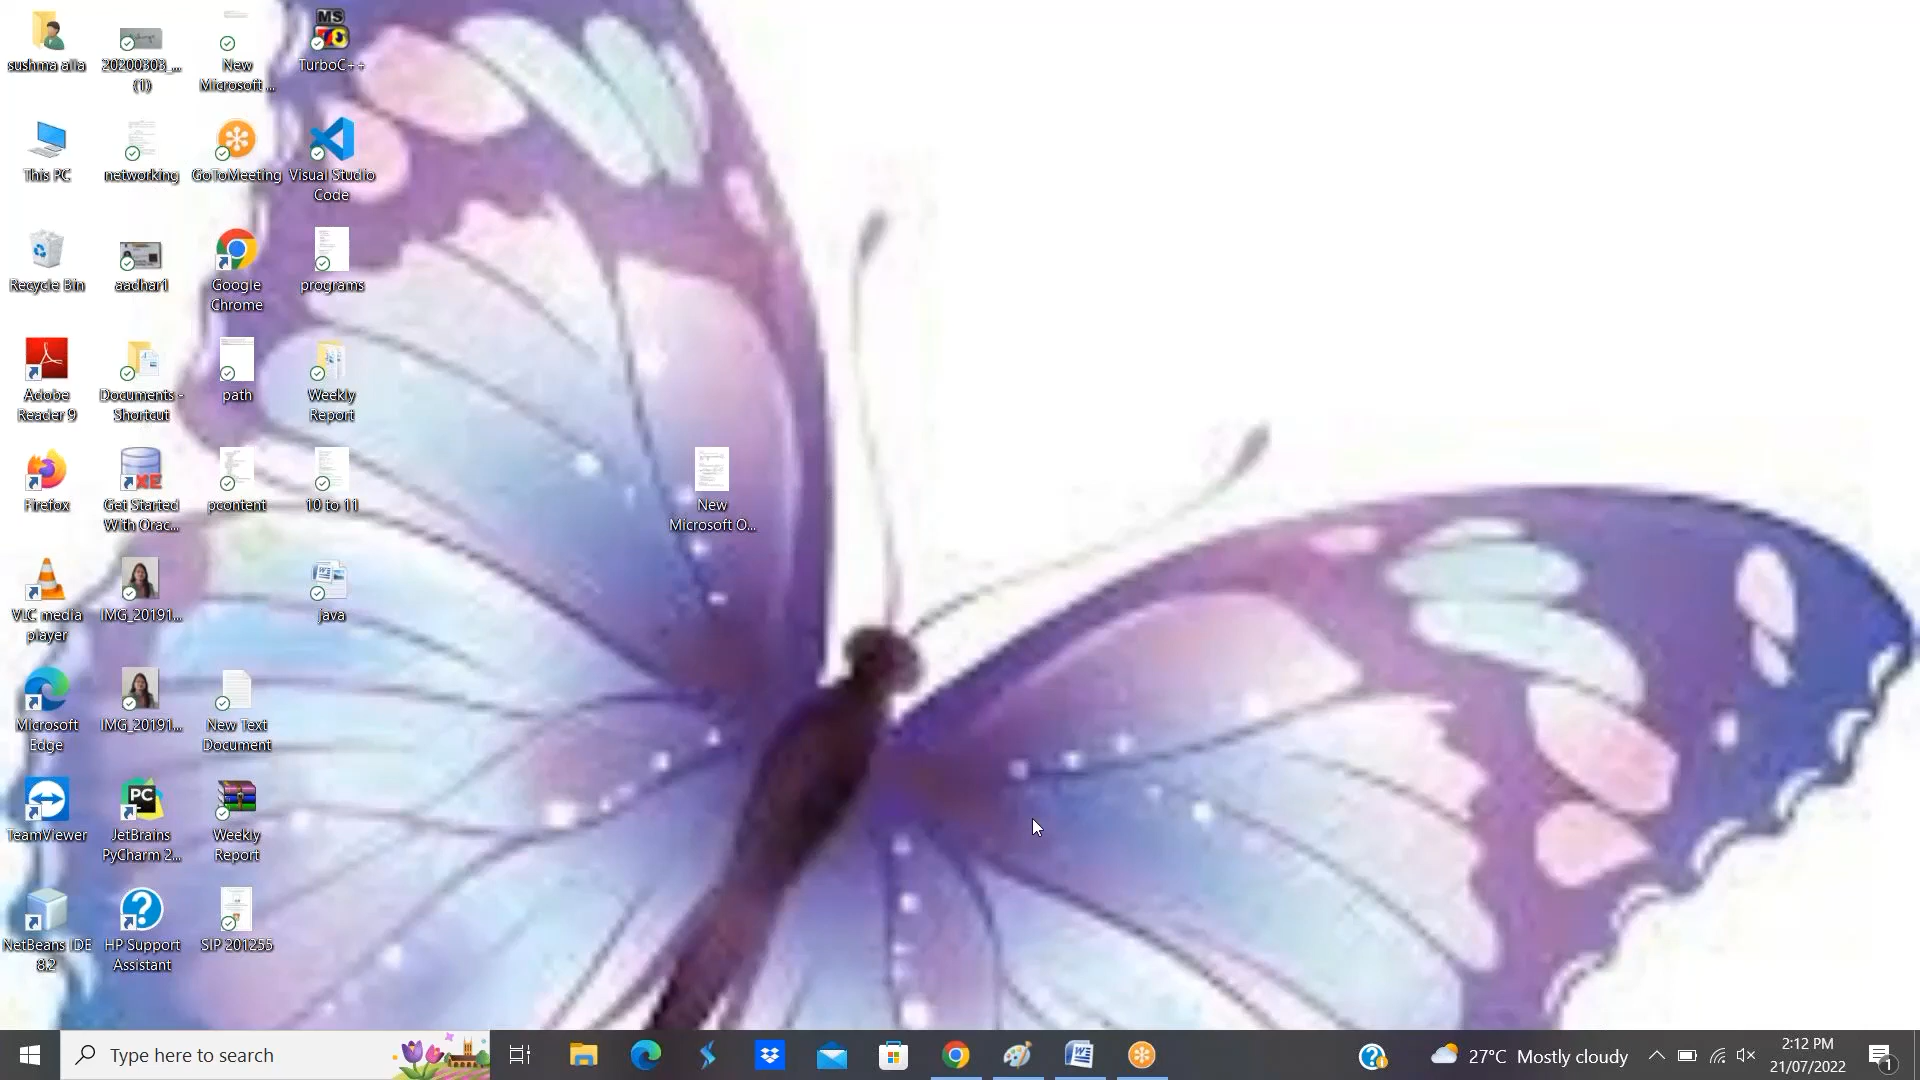 sushma alla
20200303_...
(1)
New
Microsoft ...
MS
TurboC++
This PC
networking
GoToMeeting
Visual Studio
Code
Recycle Bin
aadhar1
Google
Chrome
programs
Adobe
Reader 9
Documents -
Shortcut
path
Weekly
Report
Firefox
XE
Get Started
With Orac...
pcontent
10 to 11
New
Microsoft O...
VLC media
player
IMG_20191...
java
Microsoft
Edge
IMG_20191...
New Text
Document
TeamViewer
PC
JetBrains
PyCharm 2...
Weekly
Report
NetBeans IDE
8.2
HP Support
Assistant
SIP 201255
Type here to search
27°C Mostly cloudy
2:12 PM
21/07/2022
1